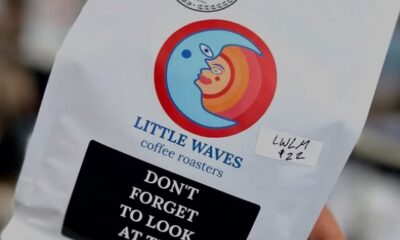 LITTLE WAVES
coffee roasters
LWLM
$22
DON'T
FORGET
TO LOOK
AT